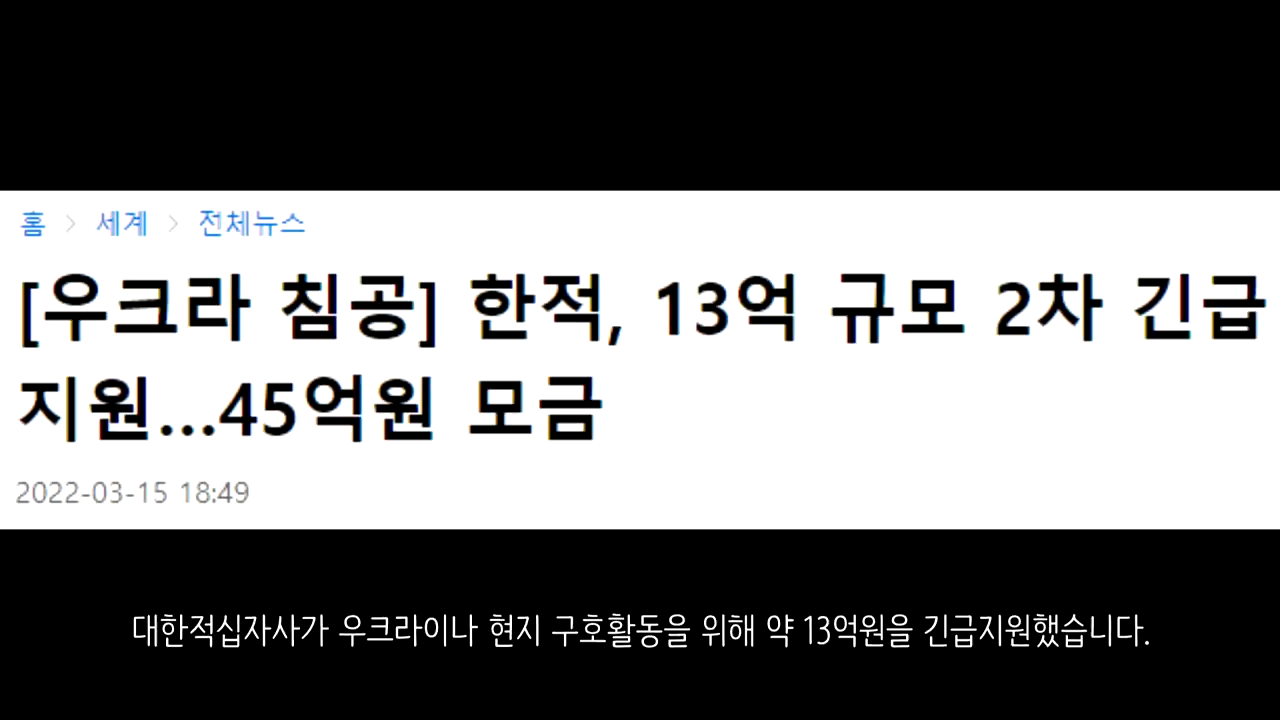 홈 > 세계 > 전체뉴스
[우크라 침공] 한적, 13억 규모 2차 긴급
지원...45억원 모금
2022-03-15 18:49
대한적십자사가 우크라이나 현지 구호활동을 위해 약 13억원을 긴급지원했습니다.